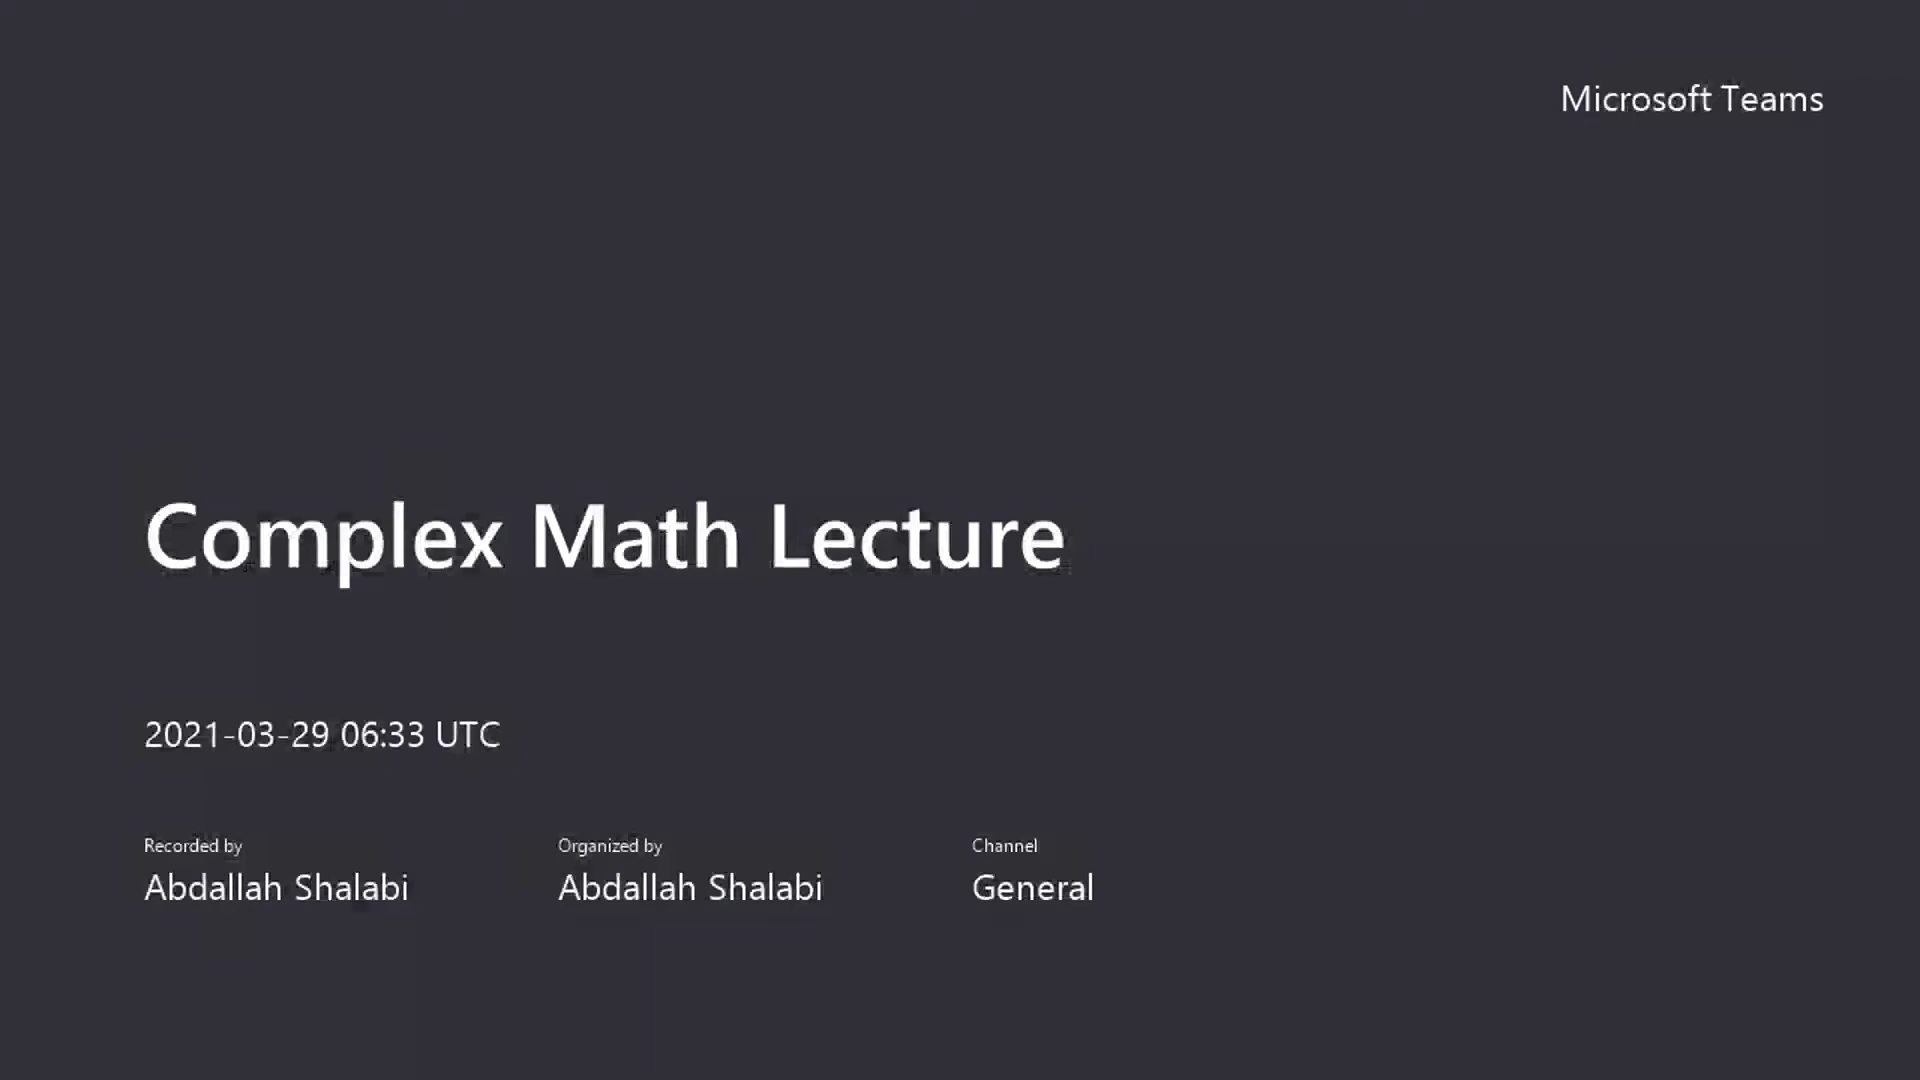 Microsoft Teams
Complex Math Lecture
2021-03-29 06:33 UTC
Recorded by
Abdallah Shalabi
Organized by
Abdallah Shalabi
Channel
General